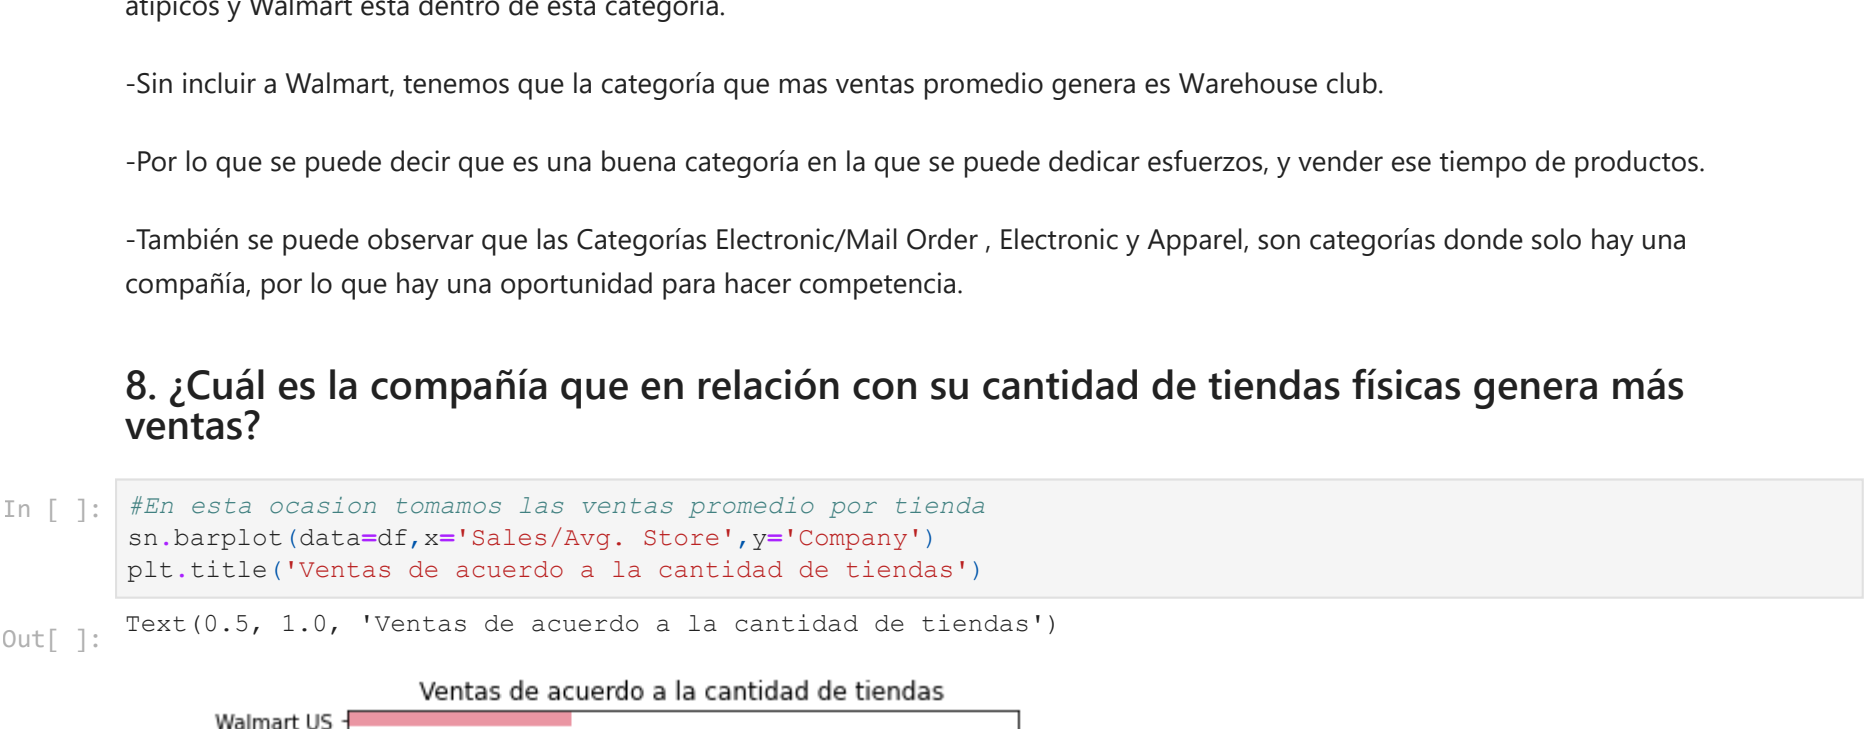 atípicos y Walmart está dentro de esta categoría.
-Sin incluir a Walmart, tenemos que la categoría que mas ventas promedio genera es Warehouse club.
-Por lo que se puede decir que es una buena categoría en la que se puede dedicar esfuerzos, y vender ese tiempo de productos.
-También se puede observar que las Categorías Electronic/Mail Order , Electronic y Apparel, son categorías donde solo hay una
compañía, por lo que hay una oportunidad para hacer competencia.
8. ¿Cuál es la compañía que en relación con su cantidad de tiendas físicas genera más
ventas?
In [ ]: #En esta ocasion tomamos las ventas promedio por tienda
sn.barplot(data=df,x='Sales/Avg. Store',y='Company')
plt.title('Ventas de acuerdo a la cantidad de tiendas')
Out[ ]: Text(0.5, 1.0, 'Ventas de acuerdo a la cantidad de tiendas')
Ventas de acuerdo a la cantidad de tiendas
Walmart US